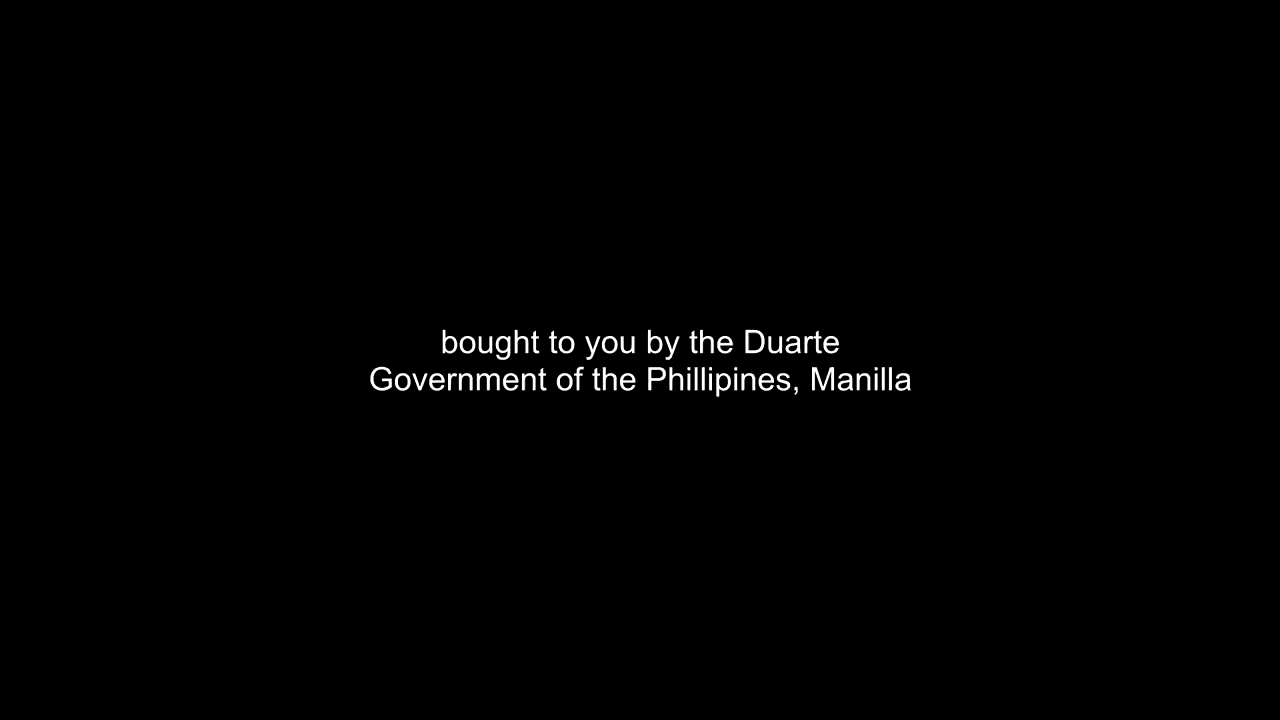 bought to you by the Duarte
Government of the Phillipines, Manilla